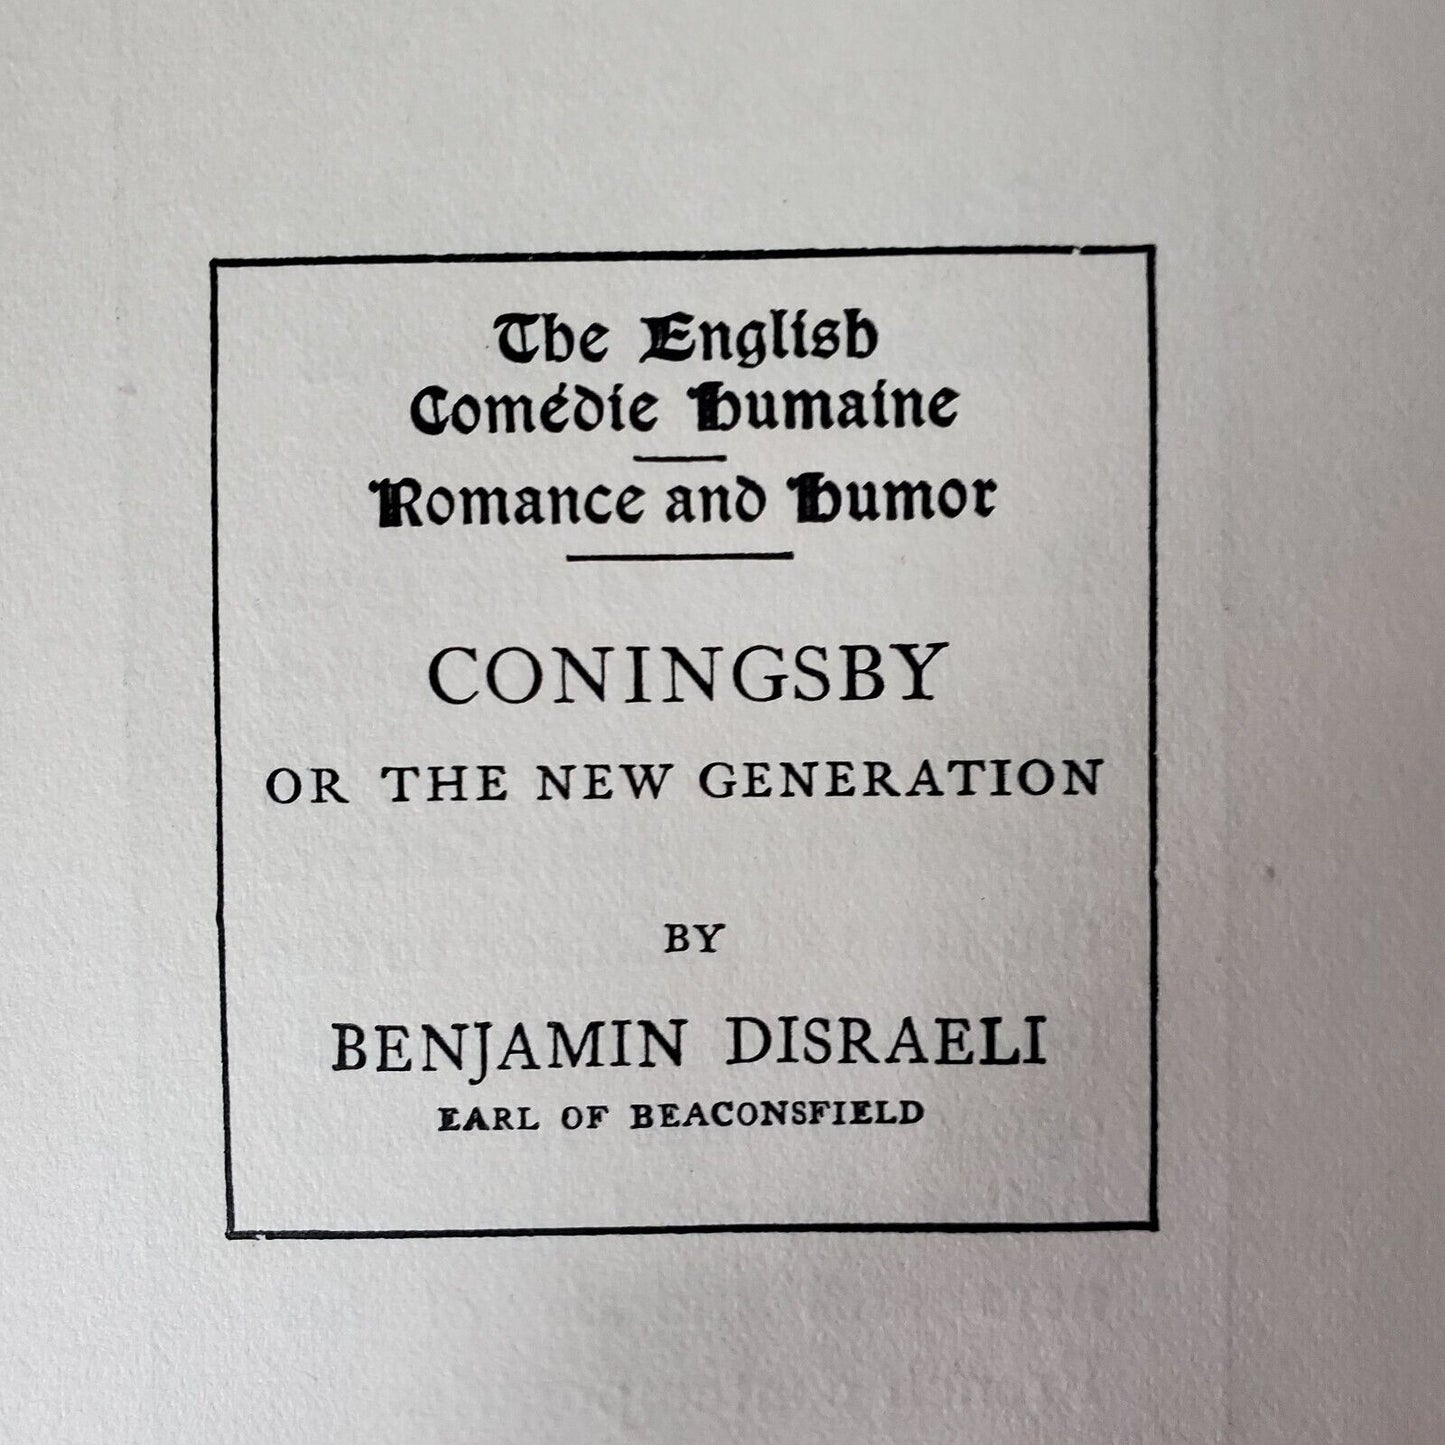 The English
Comédie Humaine
Romance and Humor
CONINGSBY
OR THE NEW GENERATION
BY
BENJAMIN DISRAELI
EARL OF BEACONSFIELD